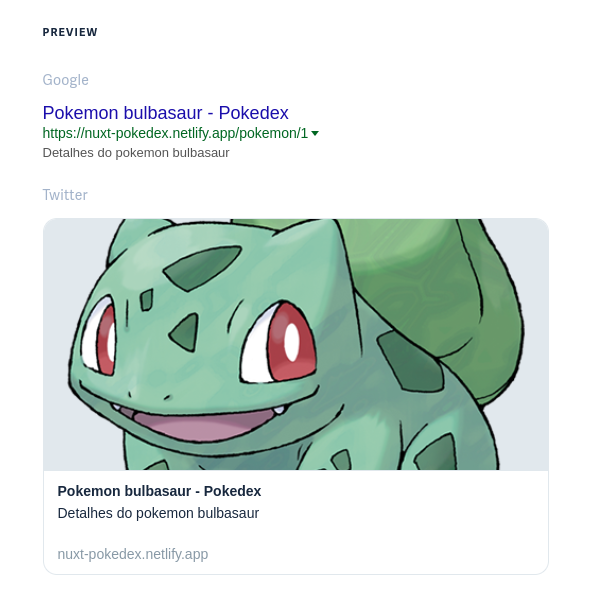 PREVIEW
Google
Pokemon bulbasaur - Pokedex
https://nuxt-pokedex.netlify.app/pokemon/1
Detalhes do pokemon bulbasaur
Twitter
Pokemon bulbasaur - Pokedex
Detalhes do pokemon bulbasaur
nuxt-pokedex.netlify.app